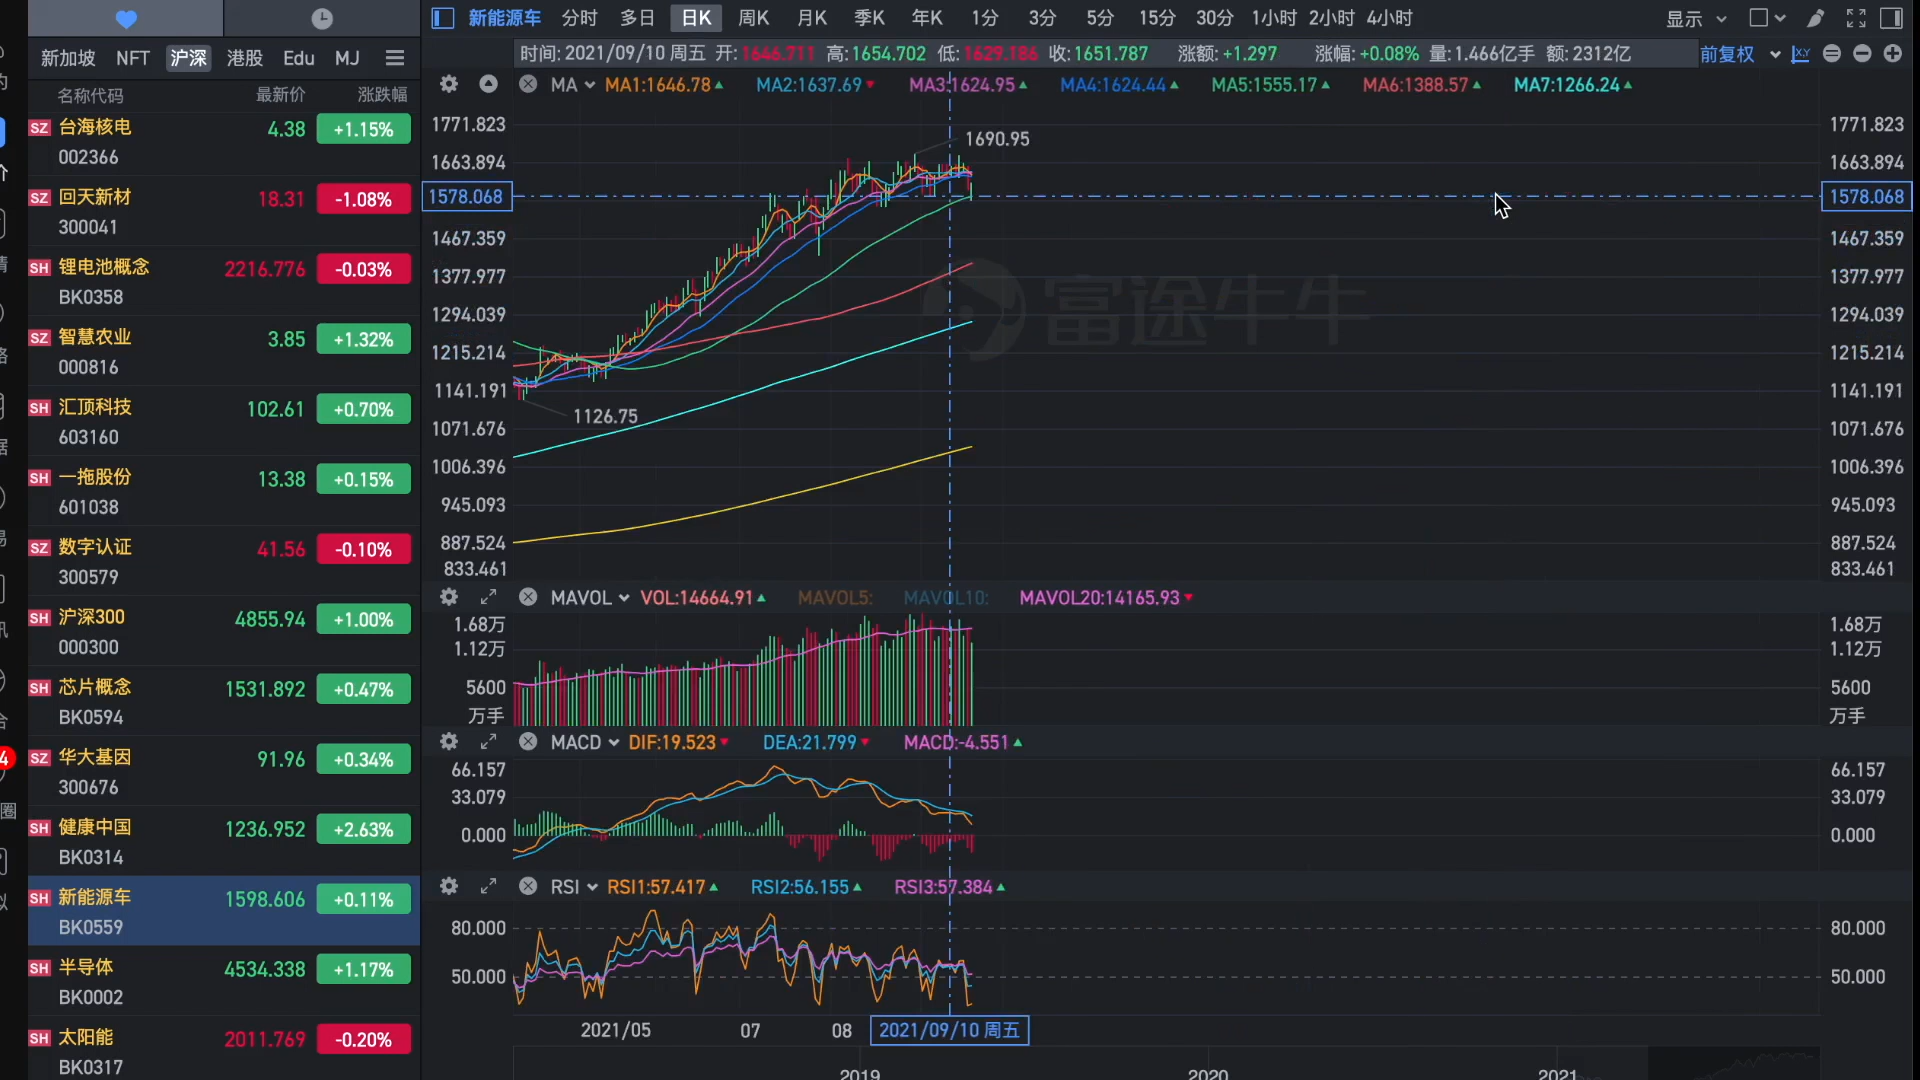 新能源车 分时 多日 日K 周K 月K 季K 年K 1分 3分 5分 15分 30分 1小时 2小时 4小时 显示
新加坡 NFT 沪深 港股 Edu MJ
时间:2021/09/10 周五 开:1646.711 高:1654.702 低:1629.186 收:1651.787 涨额:+1.297 涨幅:+0.08% 量:1.466亿手 额:2312亿 前复权
MA MA1:1646.78 MA2:1637.69 MA3:1624.95 MA4:1624.44 MA5:1555.17 MA6:1388.57 MA7:1266.24
名称代码 最新价 涨跌幅
SZ 台海核电 4.38 +1.15%
002366
SZ 回天新材 18.31 -1.08%
300041
SH 锂电池概念 2216.776 -0.03%
BK0358
SZ 智慧农业 3.85 +1.32%
000816
SH 汇顶科技 102.61 +0.70%
603160
SH 一拖股份 13.38 +0.15%
601038
SZ 数字认证 41.56 -0.10%
300579
SH 沪深300 4855.94 +1.00%
000300
SH 芯片概念 1531.892 +0.47%
BK0594
SZ 华大基因 91.96 +0.34%
300676
SH 健康中国 1236.952 +2.63%
BK0314
SH 新能源车 1598.606 +0.11%
BK0559
SH 半导体 4534.338 +1.17%
BK0002
SH 太阳能 2011.769 -0.20%
BK0317
4
圈
1771.823 1771.823
1690.95
1663.894 1663.894
1578.068 1578.068
1467.359 1467.359
1377.977 1377.977
富途牛牛
1294.039 1294.039
1215.214 1215.214
1141.191 1141.191
1126.75
1071.676 1071.676
1006.396 1006.396
945.093 945.093
887.524 887.524
833.461 833.461
MAVOL VOL:14664.91 MAVOL5: MAVOL10: MAVOL20:14165.93
1.68万 1.68万
1.12万 1.12万
5600 5600
万手 万手
MACD DIF:19.523 DEA:21.799 MACD:-4.551
66.157 66.157
33.079 33.079
0.000 0.000
RSI RSI1:57.417 RSI2:56.155 RSI3:57.384
80.000 80.000
50.000 50.000
2021/05 07 08 2021/09/10 周五
2019 2020 2021